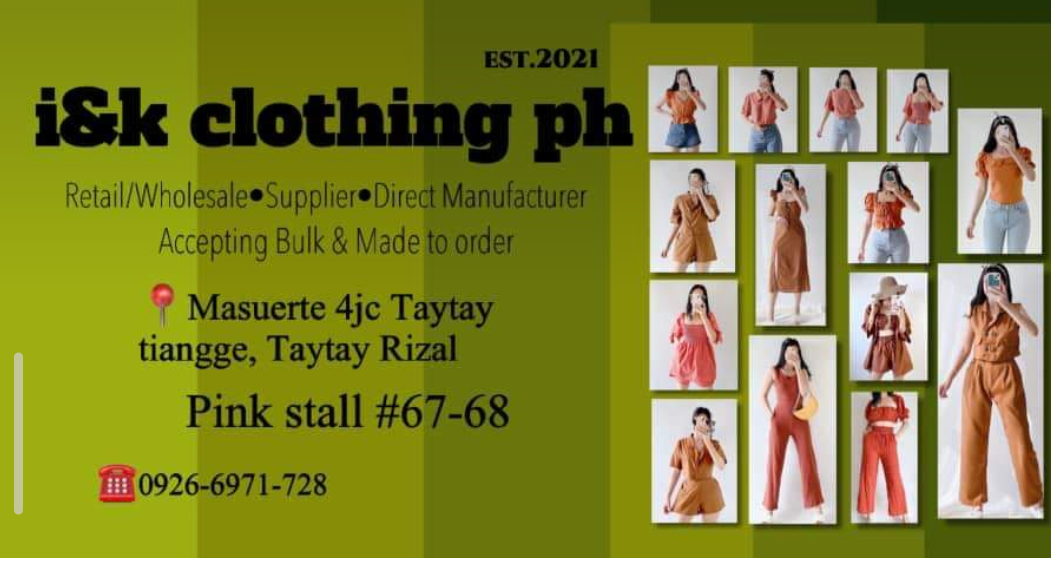 EST.2021
i&k clothing ph
Retail/Wholesale●Supplier●Direct Manufacturer
Accepting Bulk & Made to order
📍 Masuerte 4jc Taytay
tiangge, Taytay Rizal
Pink stall #67-68
☎️0926-6971-728